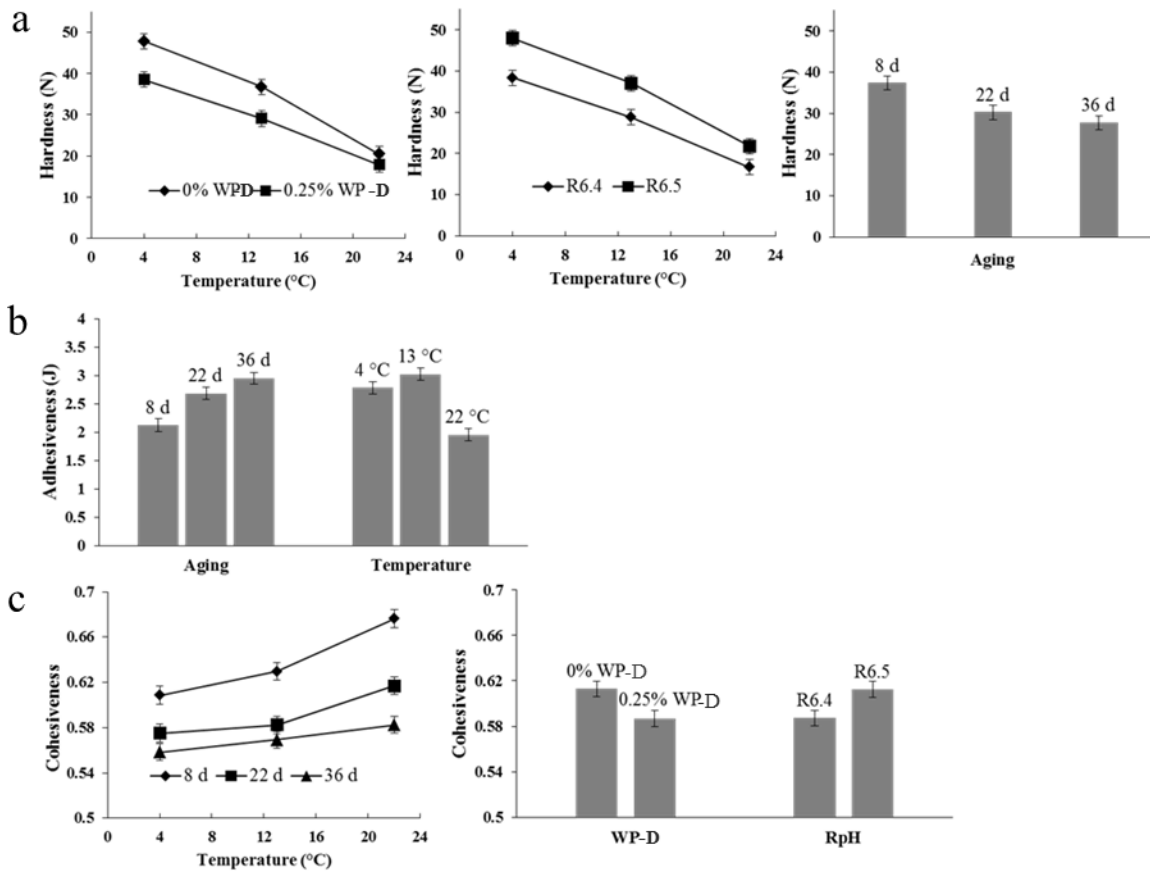 a
50
40
30
20
10
0
Hardness (N)
0% WP-D
0.25% WP -D
0 4 8 12 16 20 24
Temperature (°C)
50
40
30
20
10
0
Hardness (N)
R6.4
R6.5
0 4 8 12 16 20 24
Temperature (°C)
50
40
30
20
10
0
Hardness (N)
8 d
22 d
36 d
Aging
b
4
3.5
3
2.5
2
1.5
1
0.5
0
Adhesiveness (J)
8 d
22 d
36 d
4 °C
13 °C
22 °C
Aging
Temperature
c
0.7
0.66
0.62
0.58
0.54
0.5
Cohesiveness
8 d
22 d
36 d
0 4 8 12 16 20 24
Temperature (°C)
0.7
0.66
0.62
0.58
0.54
0.5
Cohesiveness
0% WP-D
0.25% WP-D
R6.4
R6.5
WP-D
RpH